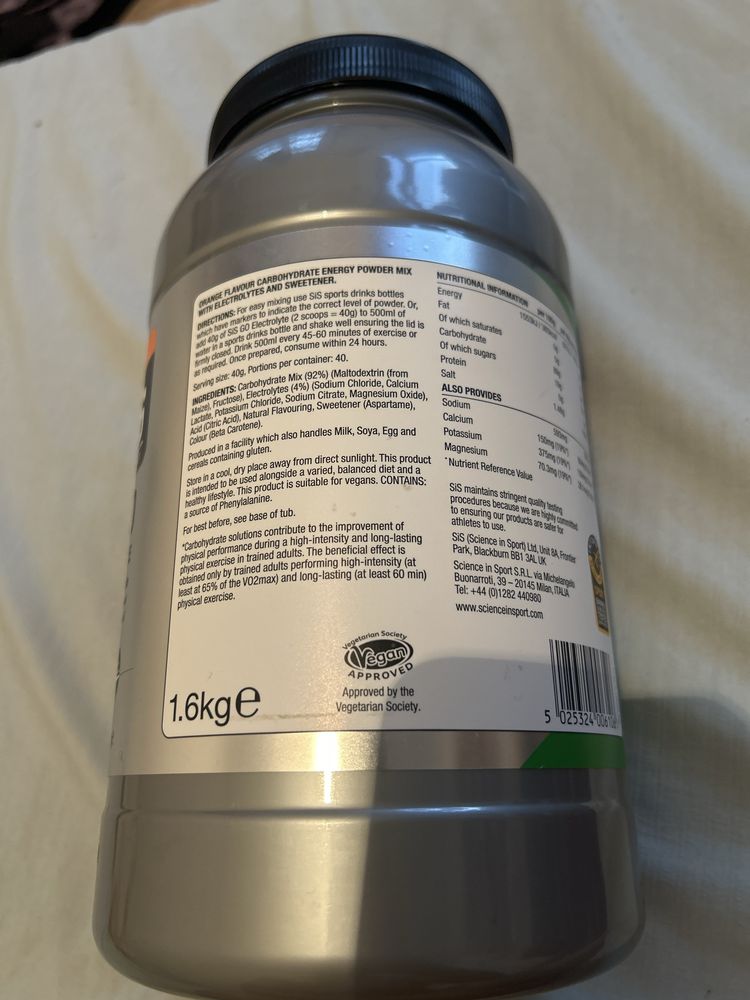 ORANGE FLAVOUR CARBOHYDRATE ENERGY POWDER MIX
WITH ELECTROLYTES AND SWEETENER.
DIRECTIONS: For easy mixing use SiS sports drinks bottles
which have markers to indicate the correct level of powder. Or,
add 40g of SiS GO Electrolyte (2 scoops = 40g) to 500ml of
water in a sports drinks bottle and shake well ensuring the lid is
firmly closed. Drink 500ml every 45-60 minutes of exercise or
as required. Once prepared, consume within 24 hours.
Serving size: 40g, Portions per container: 40.
INGREDIENTS: Carbohydrate Mix (92%) (Maltodextrin (from
Maize), Fructose), Electrolytes (4%) (Sodium Chloride, Calcium
Lactate, Potassium Chloride, Sodium Citrate, Magnesium Oxide),
Acid (Citric Acid), Natural Flavouring, Sweetener (Aspartame),
Colour (Beta Carotene).
Produced in a facility which also handles Milk, Soya, Egg and
cereals containing gluten.
Store in a cool, dry place away from direct sunlight. This product
is intended to be used alongside a varied, balanced diet and a
healthy lifestyle. This product is suitable for vegans. CONTAINS:
a source of Phenylalanine.
For best before, see base of tub.
*Carbohydrate solutions contribute to the improvement of
physical performance during a high-intensity and long-lasting
physical exercise in trained adults. The beneficial effect is
obtained only by trained adults performing high-intensity (at
least at 65% of the VO2max) and long-lasting (at least 60 min)
physical exercise.
1.6kg e
Vegetarian Society
Vegan
APPROVED
Approved by the
Vegetarian Society.
NUTRITIONAL INFORMATION
Energy
Fat
Of which saturates
Carbohydrate
Of which sugars
Protein
Salt
ALSO PROVIDES
Sodium
Calcium
Potassium 150mg (19%*)
Magnesium 375mg (19%*)
*Nutrient Reference Value 70.3mg (19%*)
SiS maintains stringent quality testing
procedures because we are highly committed
to ensuring our products are safer for
athletes to use.
SiS (Science in Sport) Ltd, Unit 8A, Frontier
Park, Blackburn BB1 3AL UK
Science in Sport S.R.L. via Michelangelo
Buonarroti, 39 – 20145 Milan, ITALIA
Tel: +44 (0)1282 440980
www.scienceinsport.com
5 025324